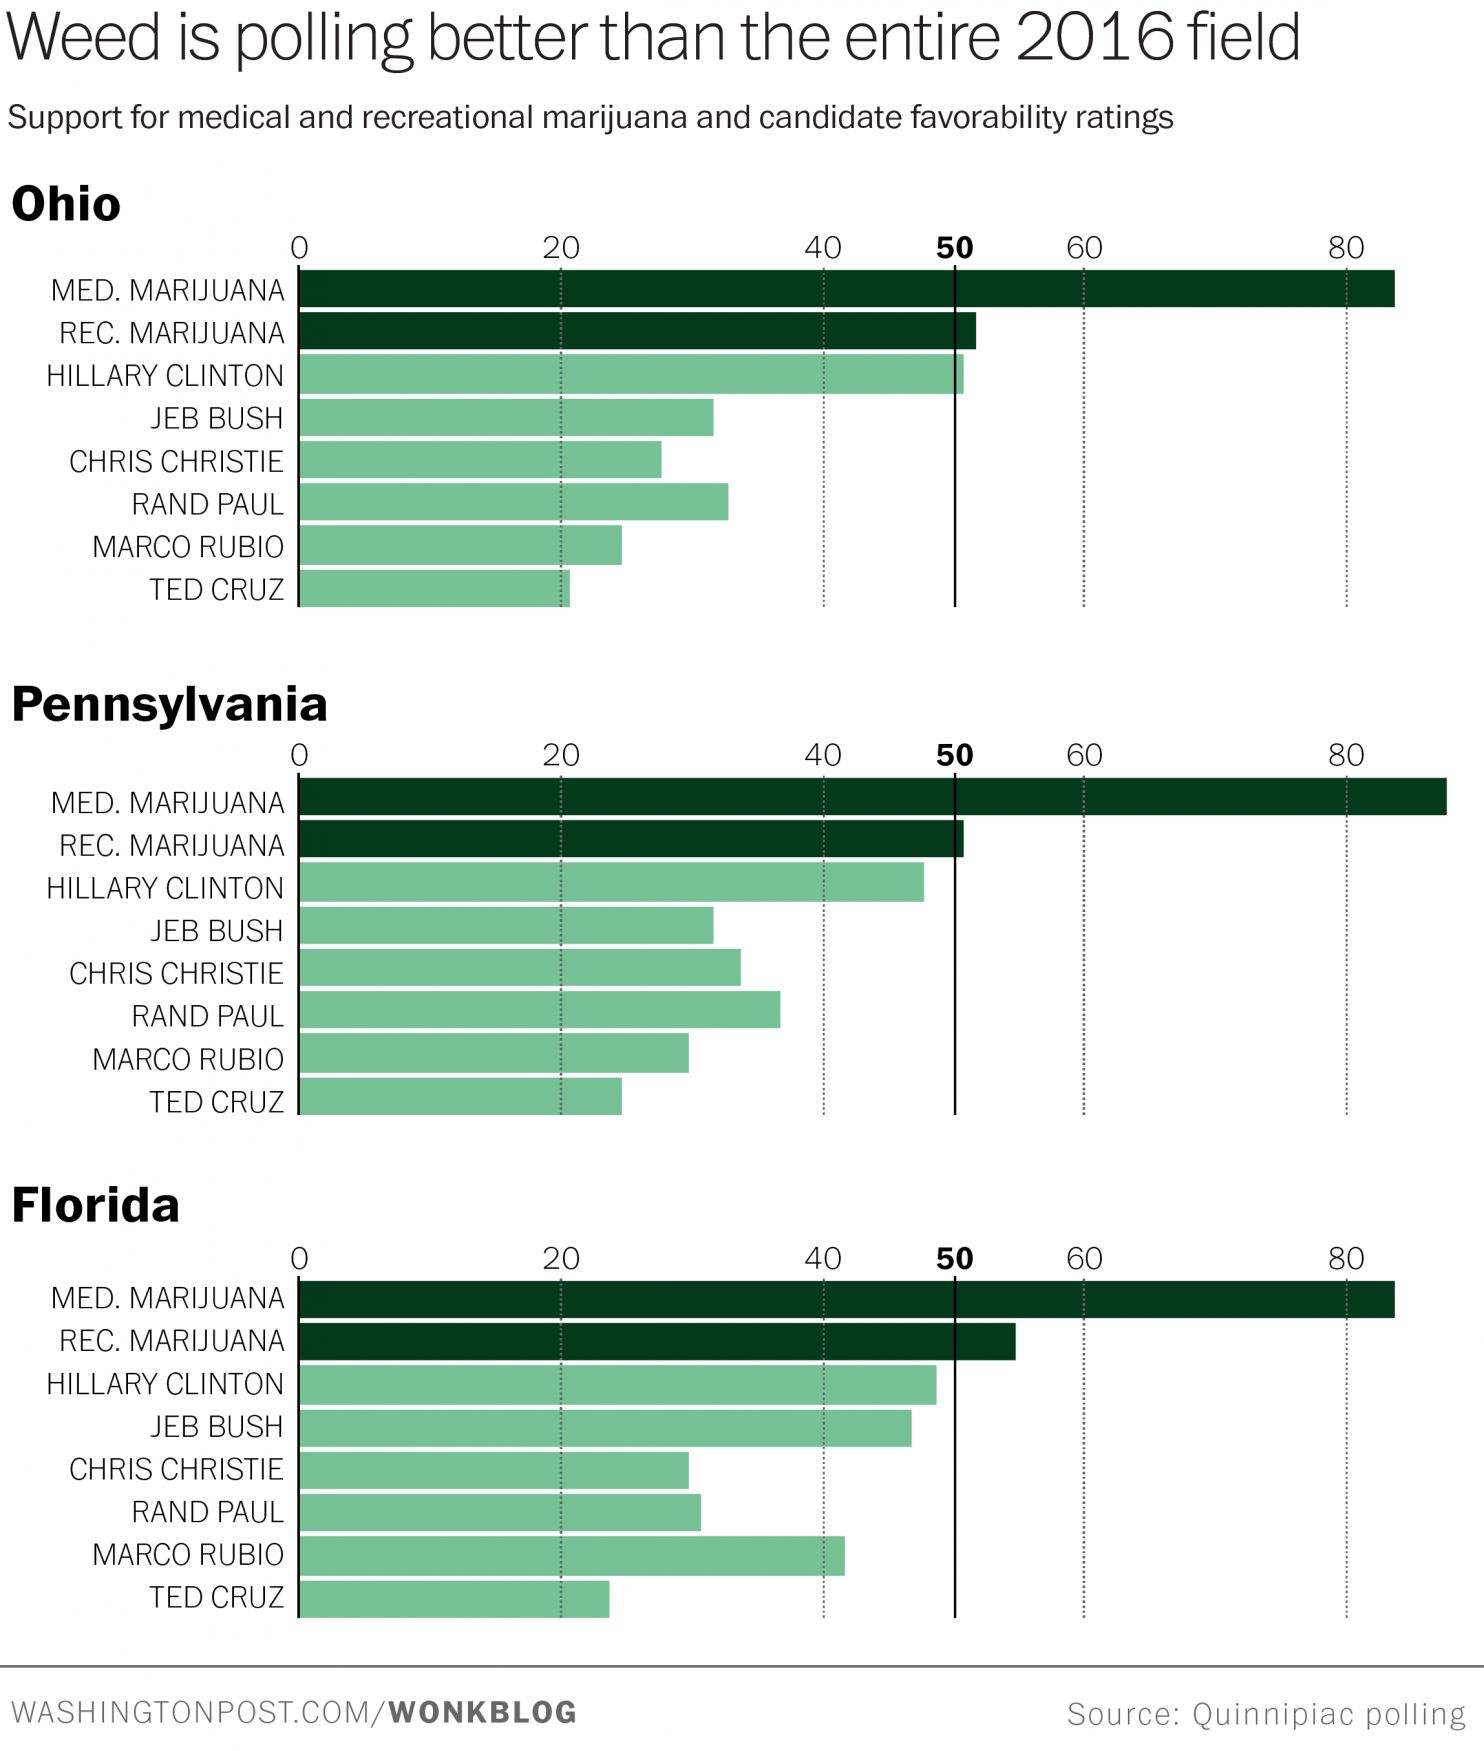 Weed is polling better than the entire 2016 field
Support for medical and recreational marijuana and candidate favorability ratings
Ohio
0 20 40 50 60 80
MED. MARIJUANA
REC. MARIJUANA
HILLARY CLINTON
JEB BUSH
CHRIS CHRISTIE
RAND PAUL
MARCO RUBIO
TED CRUZ
Pennsylvania
0 20 40 50 60 80
MED. MARIJUANA
REC. MARIJUANA
HILLARY CLINTON
JEB BUSH
CHRIS CHRISTIE
RAND PAUL
MARCO RUBIO
TED CRUZ
Florida
0 20 40 50 60 80
MED. MARIJUANA
REC. MARIJUANA
HILLARY CLINTON
JEB BUSH
CHRIS CHRISTIE
RAND PAUL
MARCO RUBIO
TED CRUZ
WASHINGTONPOST.COM/WONKBLOG Source: Quinnipiac polling